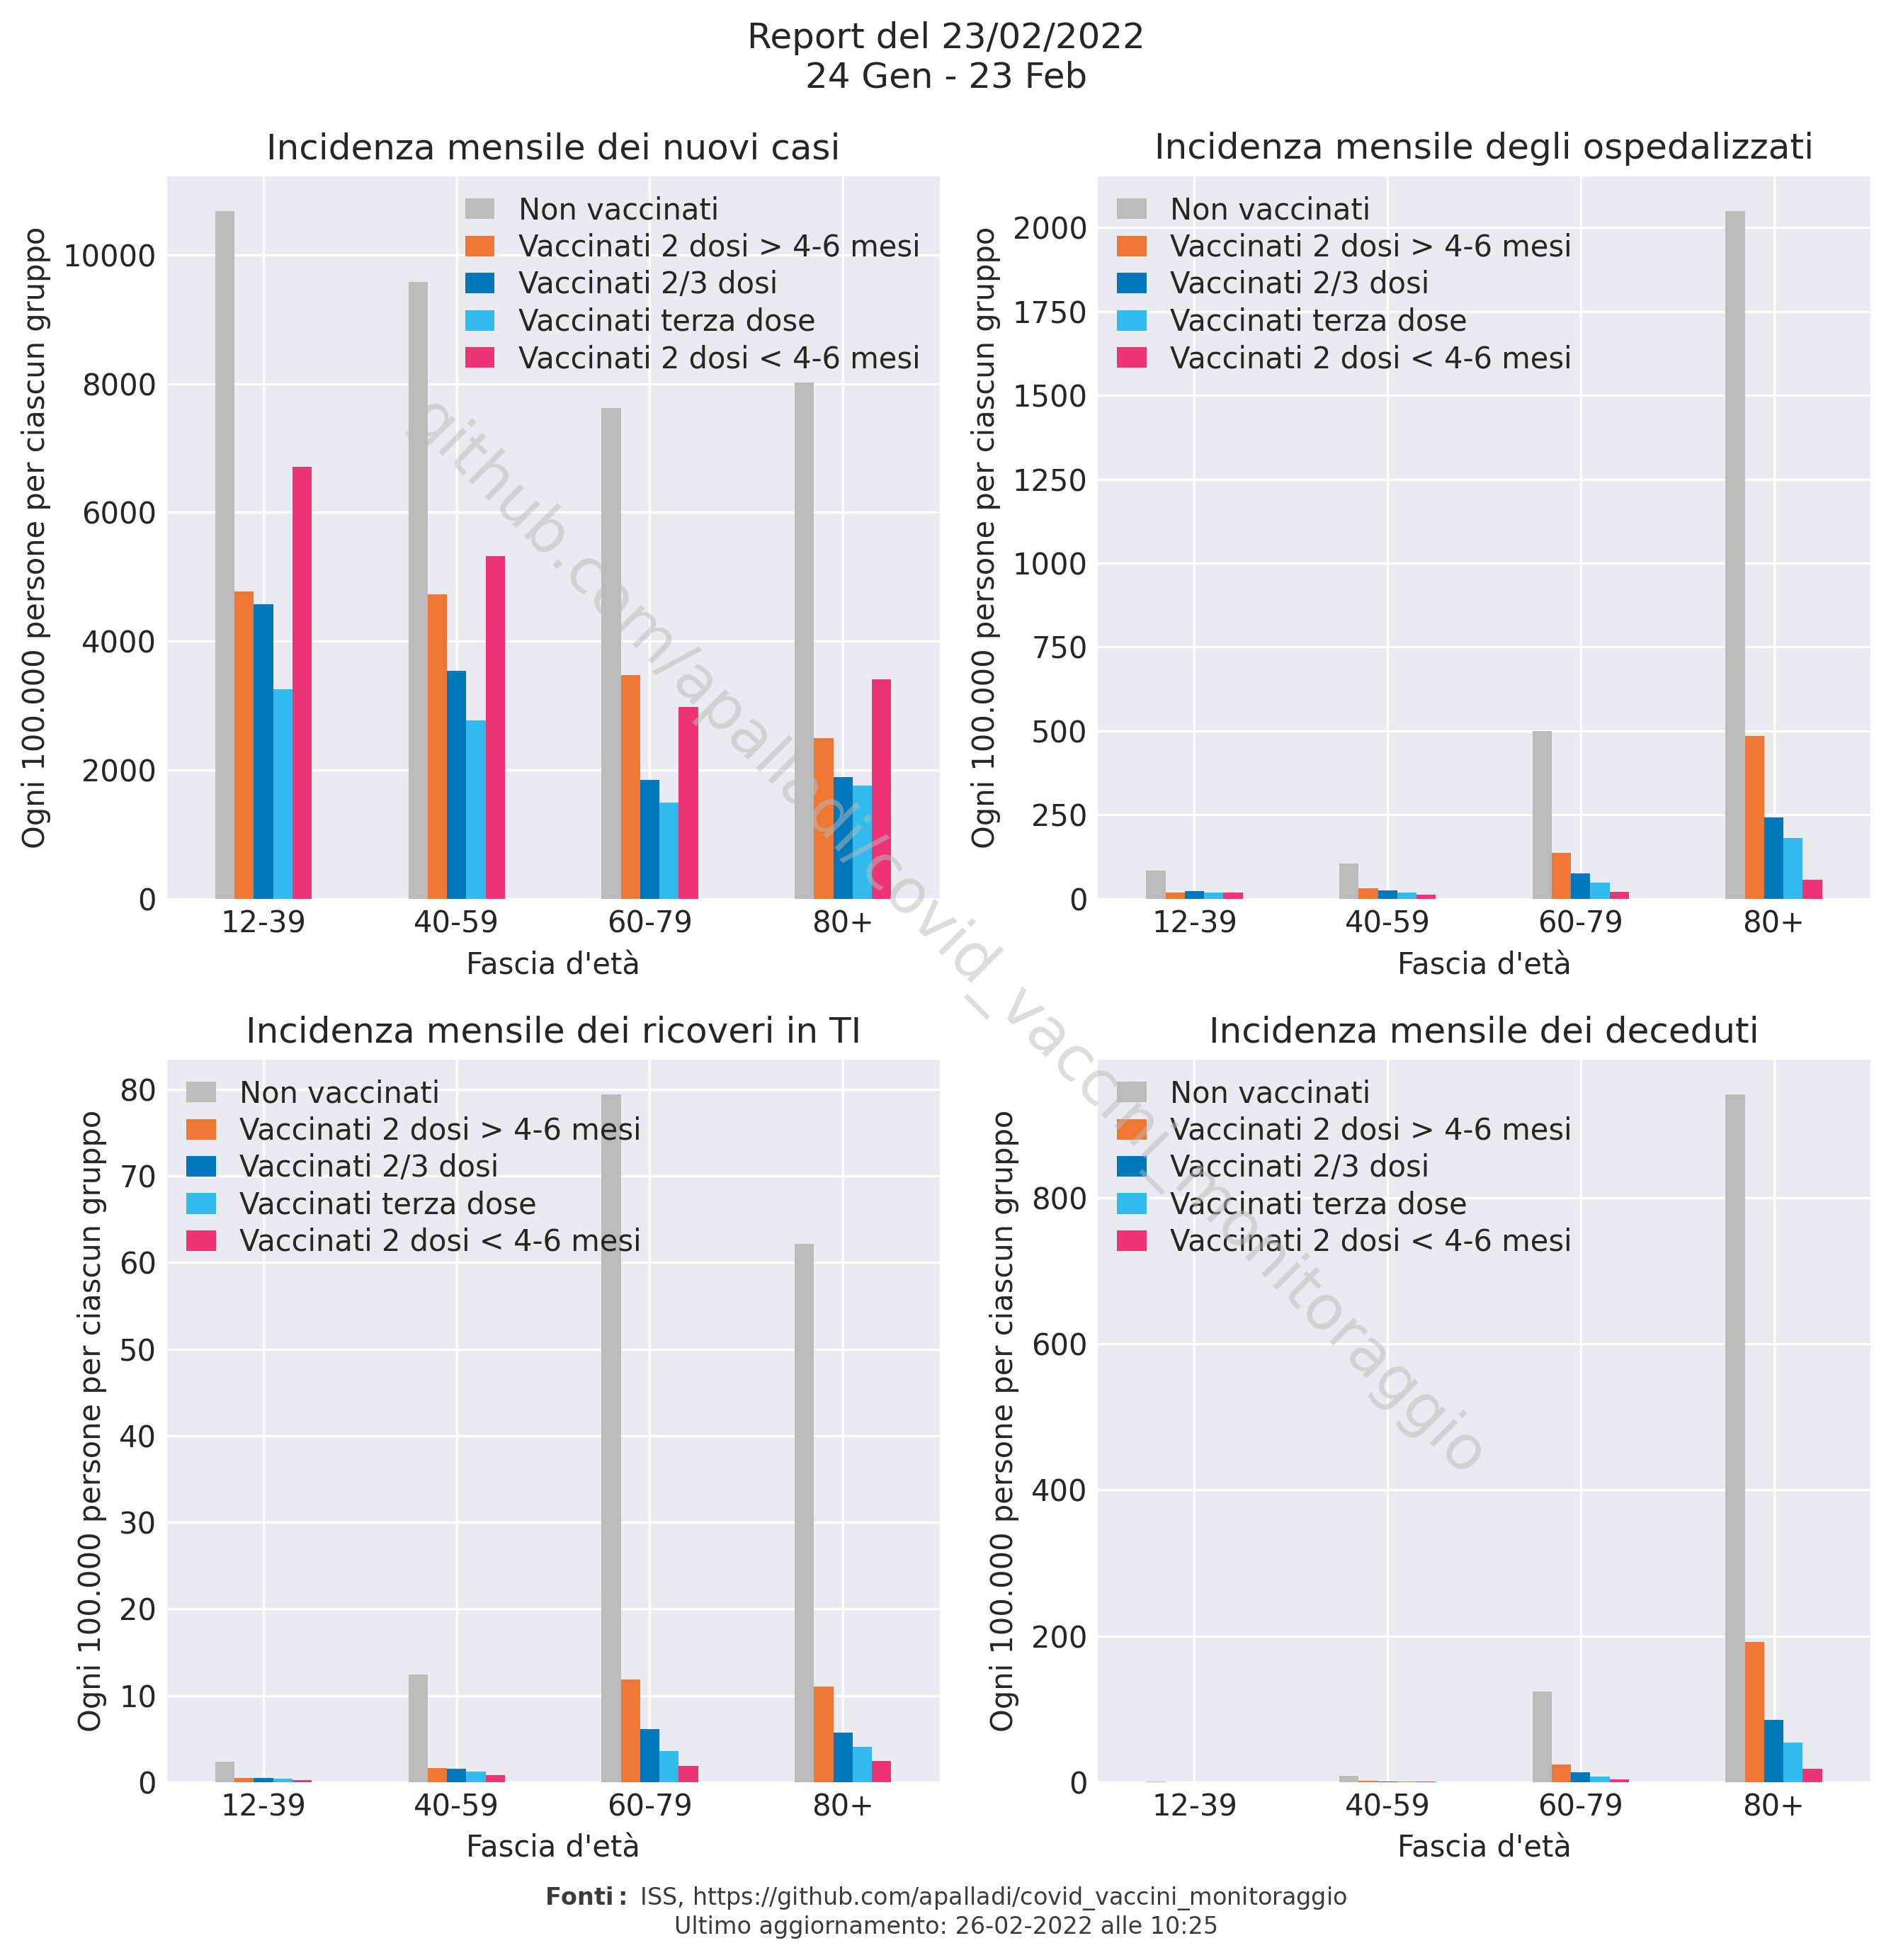 Report del 23/02/2022
24 Gen - 23 Feb
Incidenza mensile dei nuovi casi
Ogni 100.000 persone per ciascun gruppo
10000
8000
6000
4000
2000
0
Non vaccinati
Vaccinati 2 dosi > 4-6 mesi
Vaccinati 2/3 dosi
Vaccinati terza dose
Vaccinati 2 dosi < 4-6 mesi
12-39 40-59 60-79 80+
Fascia d'età
Incidenza mensile degli ospedalizzati
Ogni 100.000 persone per ciascun gruppo
2000
1750
1500
1250
1000
750
500
250
0
Non vaccinati
Vaccinati 2 dosi > 4-6 mesi
Vaccinati 2/3 dosi
Vaccinati terza dose
Vaccinati 2 dosi < 4-6 mesi
12-39 40-59 60-79 80+
Fascia d'età
Incidenza mensile dei ricoveri in TI
Ogni 100.000 persone per ciascun gruppo
80
70
60
50
40
30
20
10
0
Non vaccinati
Vaccinati 2 dosi > 4-6 mesi
Vaccinati 2/3 dosi
Vaccinati terza dose
Vaccinati 2 dosi < 4-6 mesi
12-39 40-59 60-79 80+
Fascia d'età
Incidenza mensile dei deceduti
Ogni 100.000 persone per ciascun gruppo
800
600
400
200
0
Non vaccinati
Vaccinati 2 dosi > 4-6 mesi
Vaccinati 2/3 dosi
Vaccinati terza dose
Vaccinati 2 dosi < 4-6 mesi
12-39 40-59 60-79 80+
Fascia d'età
github.com/apalladi/covid_vaccini_monitoraggio
Fonti: ISS, https://github.com/apalladi/covid_vaccini_monitoraggio
Ultimo aggiornamento: 26-02-2022 alle 10:25